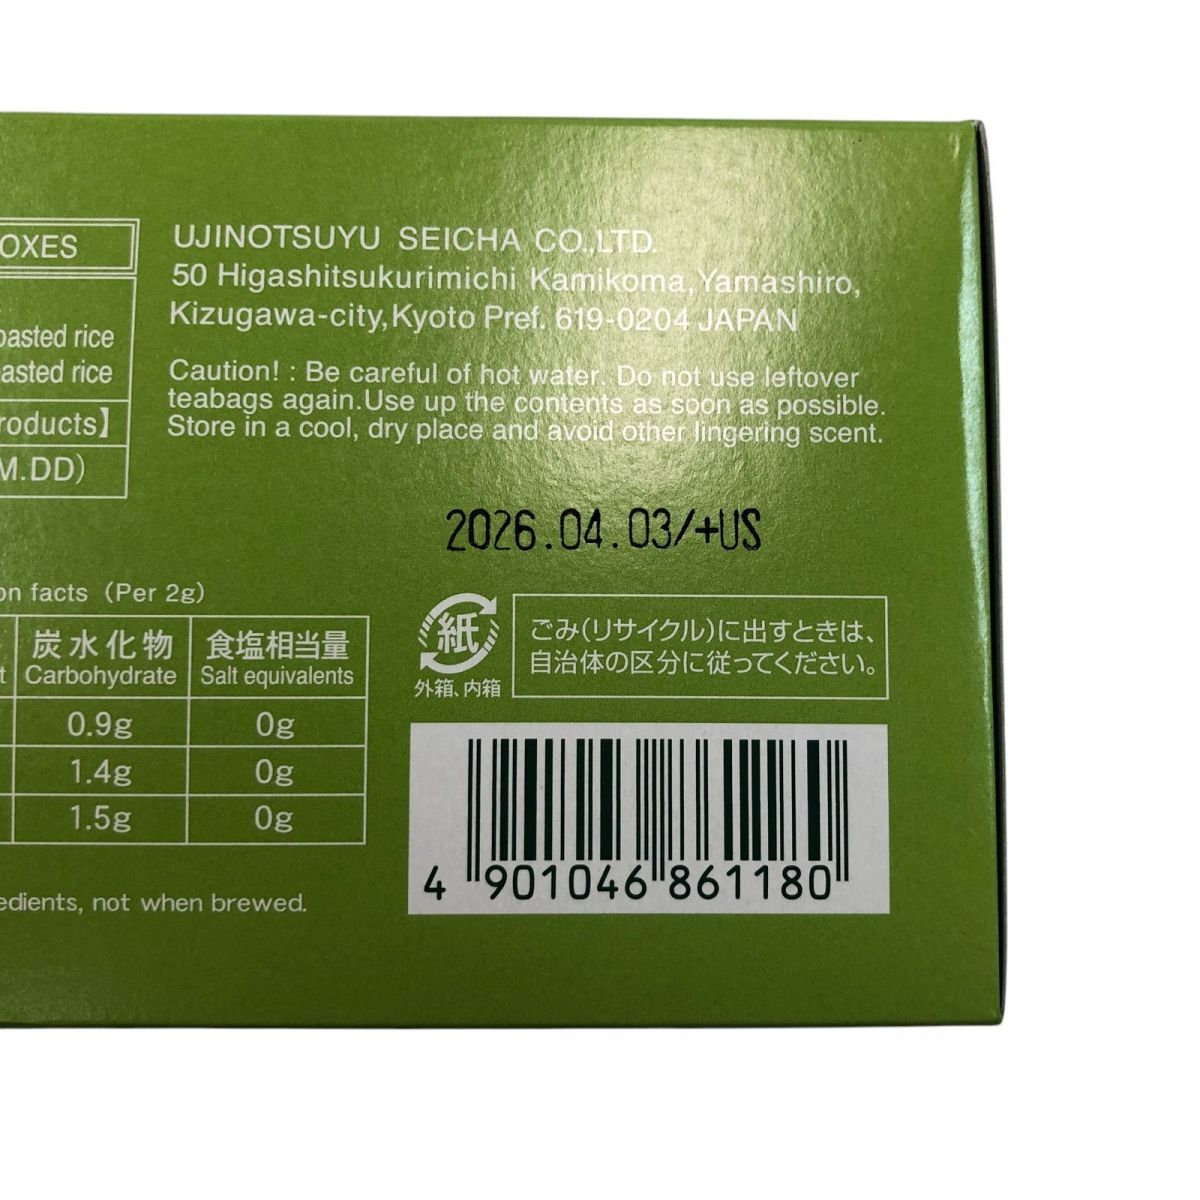 OXES
oasted rice
asted rice
roducts】
M.DD)
UJINOTSUYU SEICHA CO.,LTD.
50 Higashitsukurimichi Kamikoma,Yamashiro,
Kizugawa-city,Kyoto Pref. 619-0204 JAPAN
Caution! : Be careful of hot water. Do not use leftover
teabags again.Use up the contents as soon as possible.
Store in a cool, dry place and avoid other lingering scent.
2026.04.03/+US
on facts (Per 2g)
炭水化物 食塩相当量
t Carbohydrate Salt equivalents
0.9g 0g
1.4g 0g
1.5g 0g
edients, not when brewed.
紙
外箱、内箱
ごみ(リサイクル)に出すときは、
自治体の区分に従ってください。
4 901046 861180